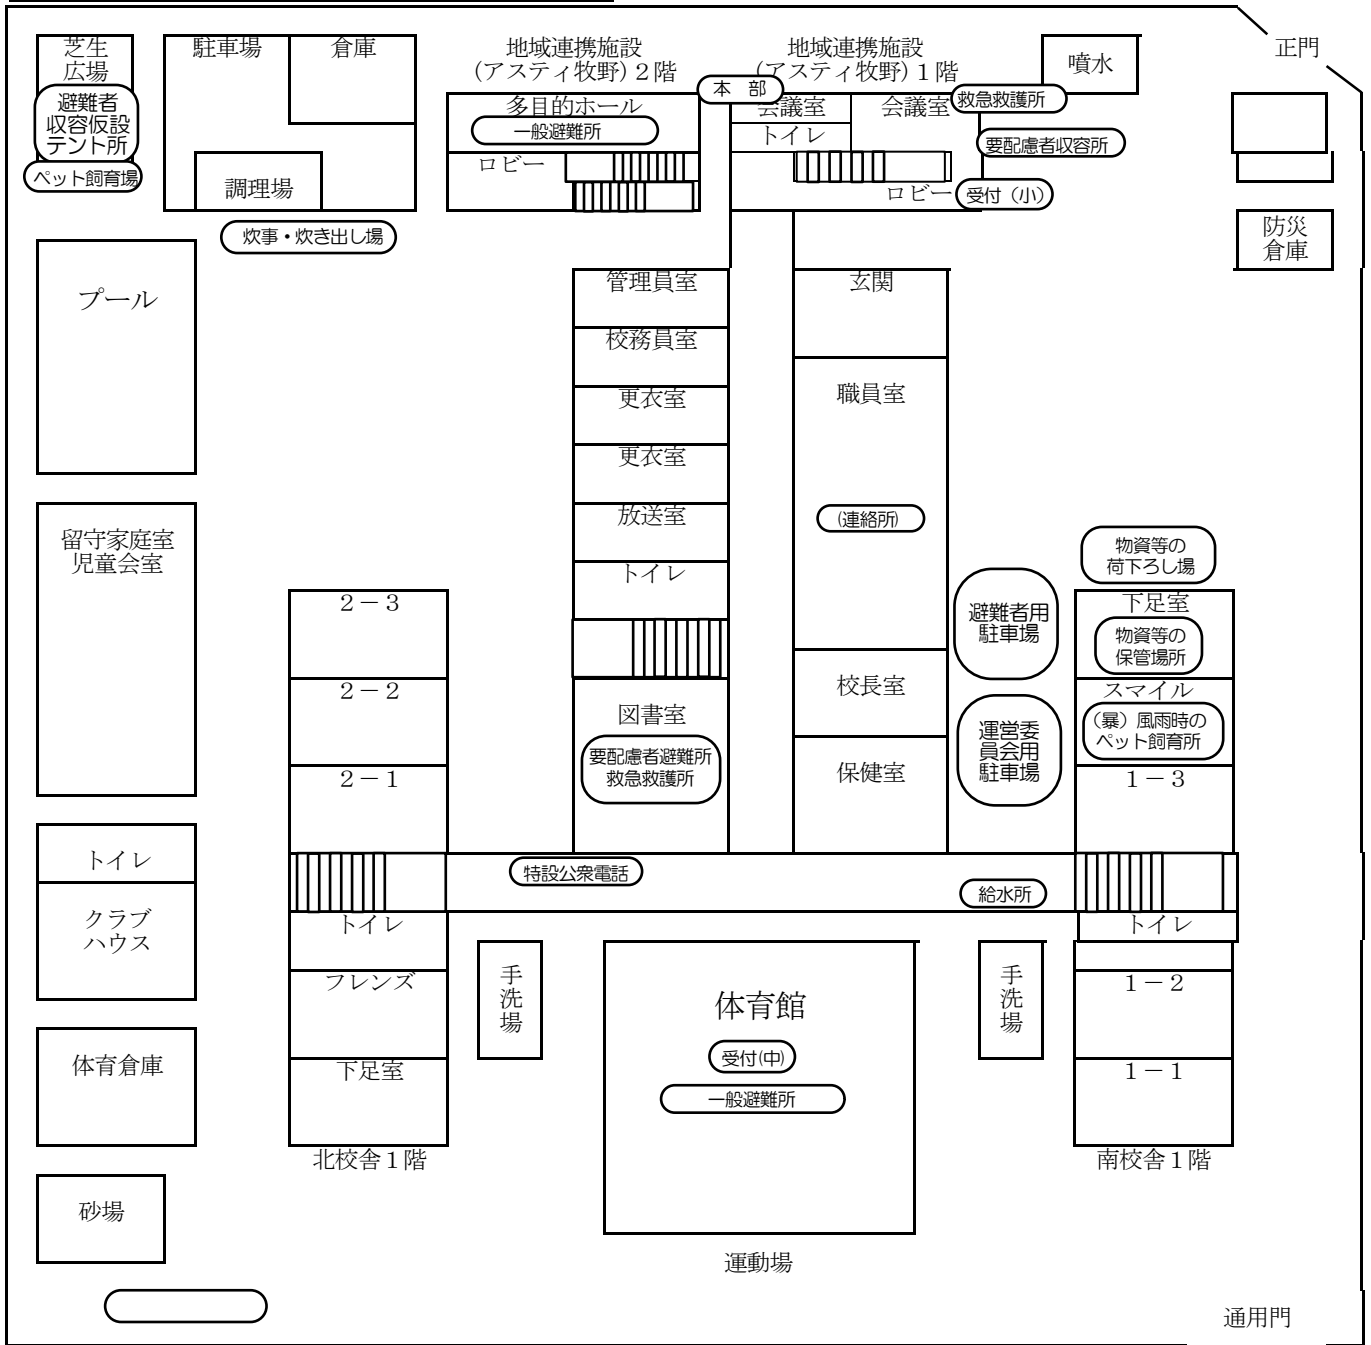 芝生
広場
避難者
収容仮設
テント所
ペット飼育場
駐車場
倉庫
調理場
炊事・炊き出し場
地域連携施設
(アスティ牧野)２階
多目的ホール
一般避難所
ロビー
本　部
地域連携施設
(アスティ牧野)１階
会議室
会議室
トイレ
ロビー
救急救護所
要配慮者収容所
受付（小）
噴水
正門
防災
倉庫
プール
留守家庭室
児童会室
トイレ
クラブ
ハウス
体育倉庫
砂場
管理員室
校務員室
更衣室
更衣室
放送室
トイレ
図書室
要配慮者避難所
救急救護所
玄関
職員室
（連絡所）
校長室
保健室
避難者用
駐車場
運営委
員会用
駐車場
物資等の
荷下ろし場
下足室
物資等の
保管場所
スマイル
（暴）風雨時の
ペット飼育所
１－３
２－３
２－２
２－１
特設公衆電話
給水所
トイレ
フレンズ
下足室
北校舎１階
手洗場
体育館
受付(中)
一般避難所
手洗場
トイレ
１－２
１－１
南校舎１階
運動場
通用門